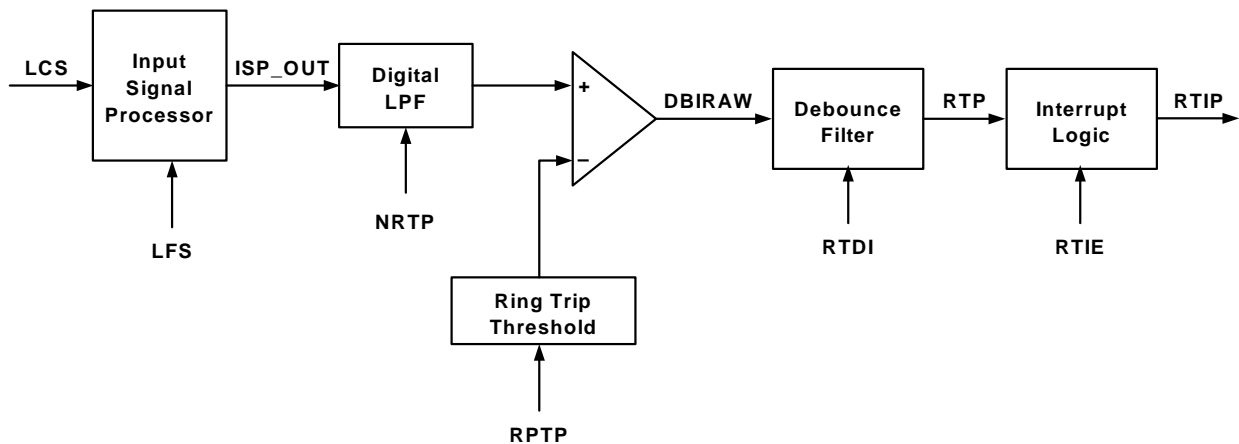 LCS
Input
Signal
Processor
ISP_OUT
Digital
LPF
+
–
DBIRAW
Debounce
Filter
RTP
Interrupt
Logic
RTIP
LFS
NRTP
RTDI
RTIE
Ring Trip
Threshold
RPTP